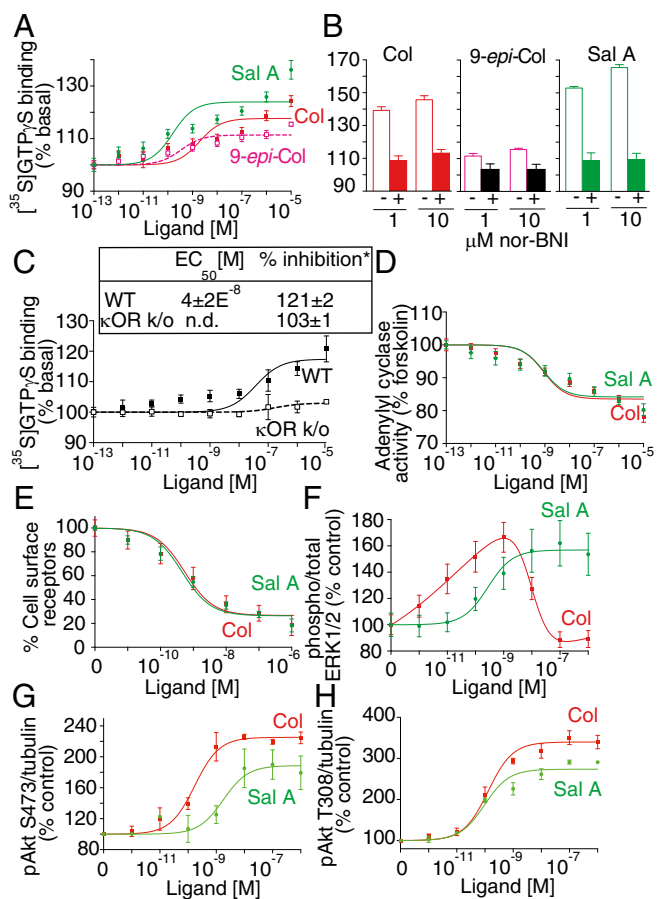 A
[35S]GTPγS binding
(% basal)
140
120
100
90
Sal A
Col
9-epi-Col
10-13
10-11
10-9
10-7
10-5
Ligand [M]
B
Col
9-epi-Col
Sal A
170
150
130
110
90
- + - + - + - + - + - +
1 10 1 10 1 10
μM nor-BNI
C
EC50 [M] % inhibition*
WT 4±2E-8 121±2
κOR k/o n.d. 103±1
[35S]GTPγS binding
(% basal)
120
110
100
90
WT
κOR k/o
10-13 10-11 10-9 10-7 10-5
Ligand [M]
D
Adenylyl cyclase
activity (% forskolin)
100
90
80
70
Sal A
Col
10-13
10-11
10-9
10-7
10-5
Ligand [M]
E
% Cell surface
receptors
100
80
60
40
20
0
Sal A
Col
0 10-10 10-8 10-6
Ligand [M]
F
phospho/total
ERK1/2 (% control)
160
140
120
100
80
Sal A
Col
0
10-11
10-9
10-7
Ligand [M]
G
pAkt S473/tubulin
(% control)
240
200
160
120
80
Col
Sal A
0
10-11
10-9
10-7
Ligand [M]
H
pAkt T308/tubulin
(% control)
400
300
200
100
Col
Sal A
0
10-11
10-9
10-7
Ligand [M]